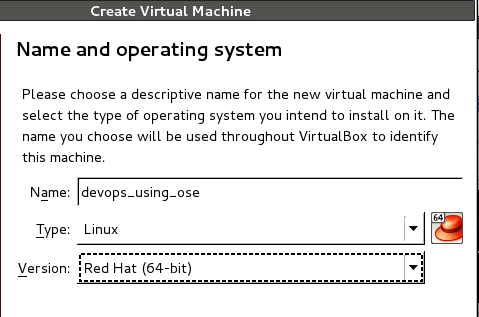 Create Virtual Machine
Name and operating system
Please choose a descriptive name for the new virtual machine and
select the type of operating system you intend to install on it. The
name you choose will be used throughout VirtualBox to identify
this machine.
Name: devops_using_ose
Type: Linux
64
Version: Red Hat (64-bit)